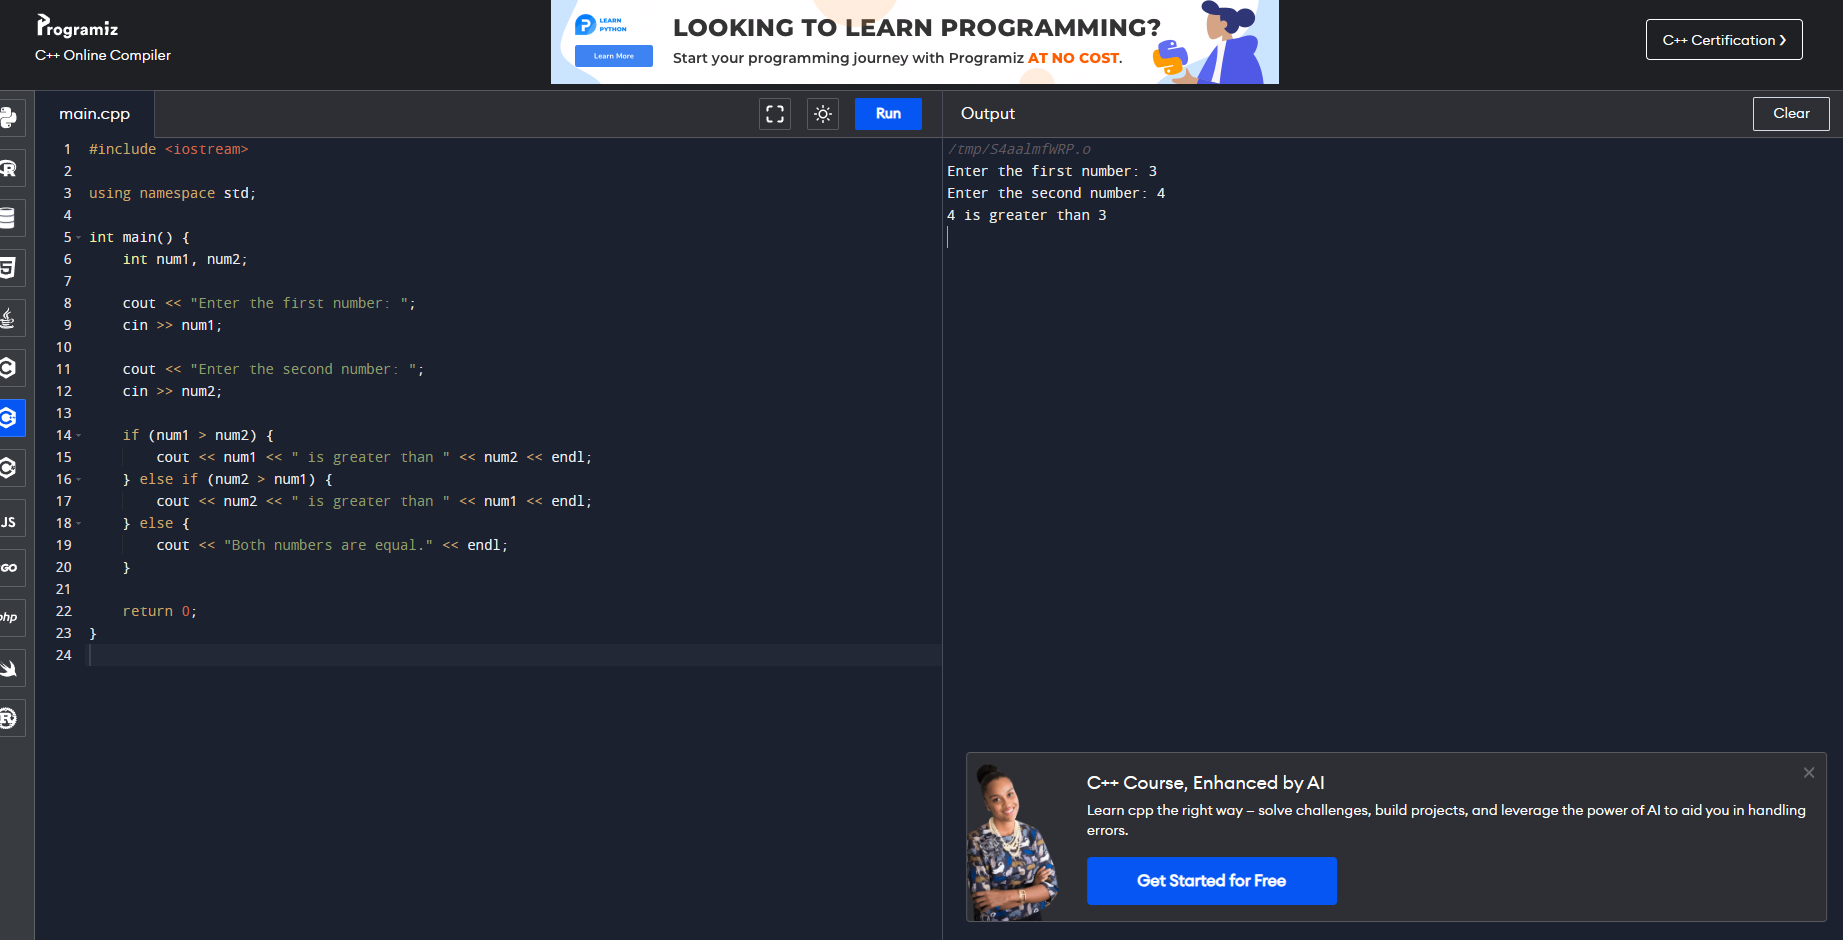 Programiz
C++ Online Compiler
LEARN
PYTHON
Learn More
LOOKING TO LEARN PROGRAMMING?
Start your programming journey with Programiz AT NO COST.
C++ Certification ❯
main.cpp
Run
Output
Clear
1 #include <iostream>
2
3 using namespace std;
4
5 int main() {
6 int num1, num2;
7
8 cout << "Enter the first number: ";
9 cin >> num1;
10
11 cout << "Enter the second number: ";
12 cin >> num2;
13
14 if (num1 > num2) {
15 cout << num1 << " is greater than " << num2 << endl;
16 } else if (num2 > num1) {
17 cout << num2 << " is greater than " << num1 << endl;
18 } else {
19 cout << "Both numbers are equal." << endl;
20 }
21
22 return 0;
23 }
24
/tmp/S4aalmfWRP.o
Enter the first number: 3
Enter the second number: 4
4 is greater than 3
JS
GO
php
C++ Course, Enhanced by AI
Learn cpp the right way – solve challenges, build projects, and leverage the power of AI to aid you in handling
errors.
Get Started for Free